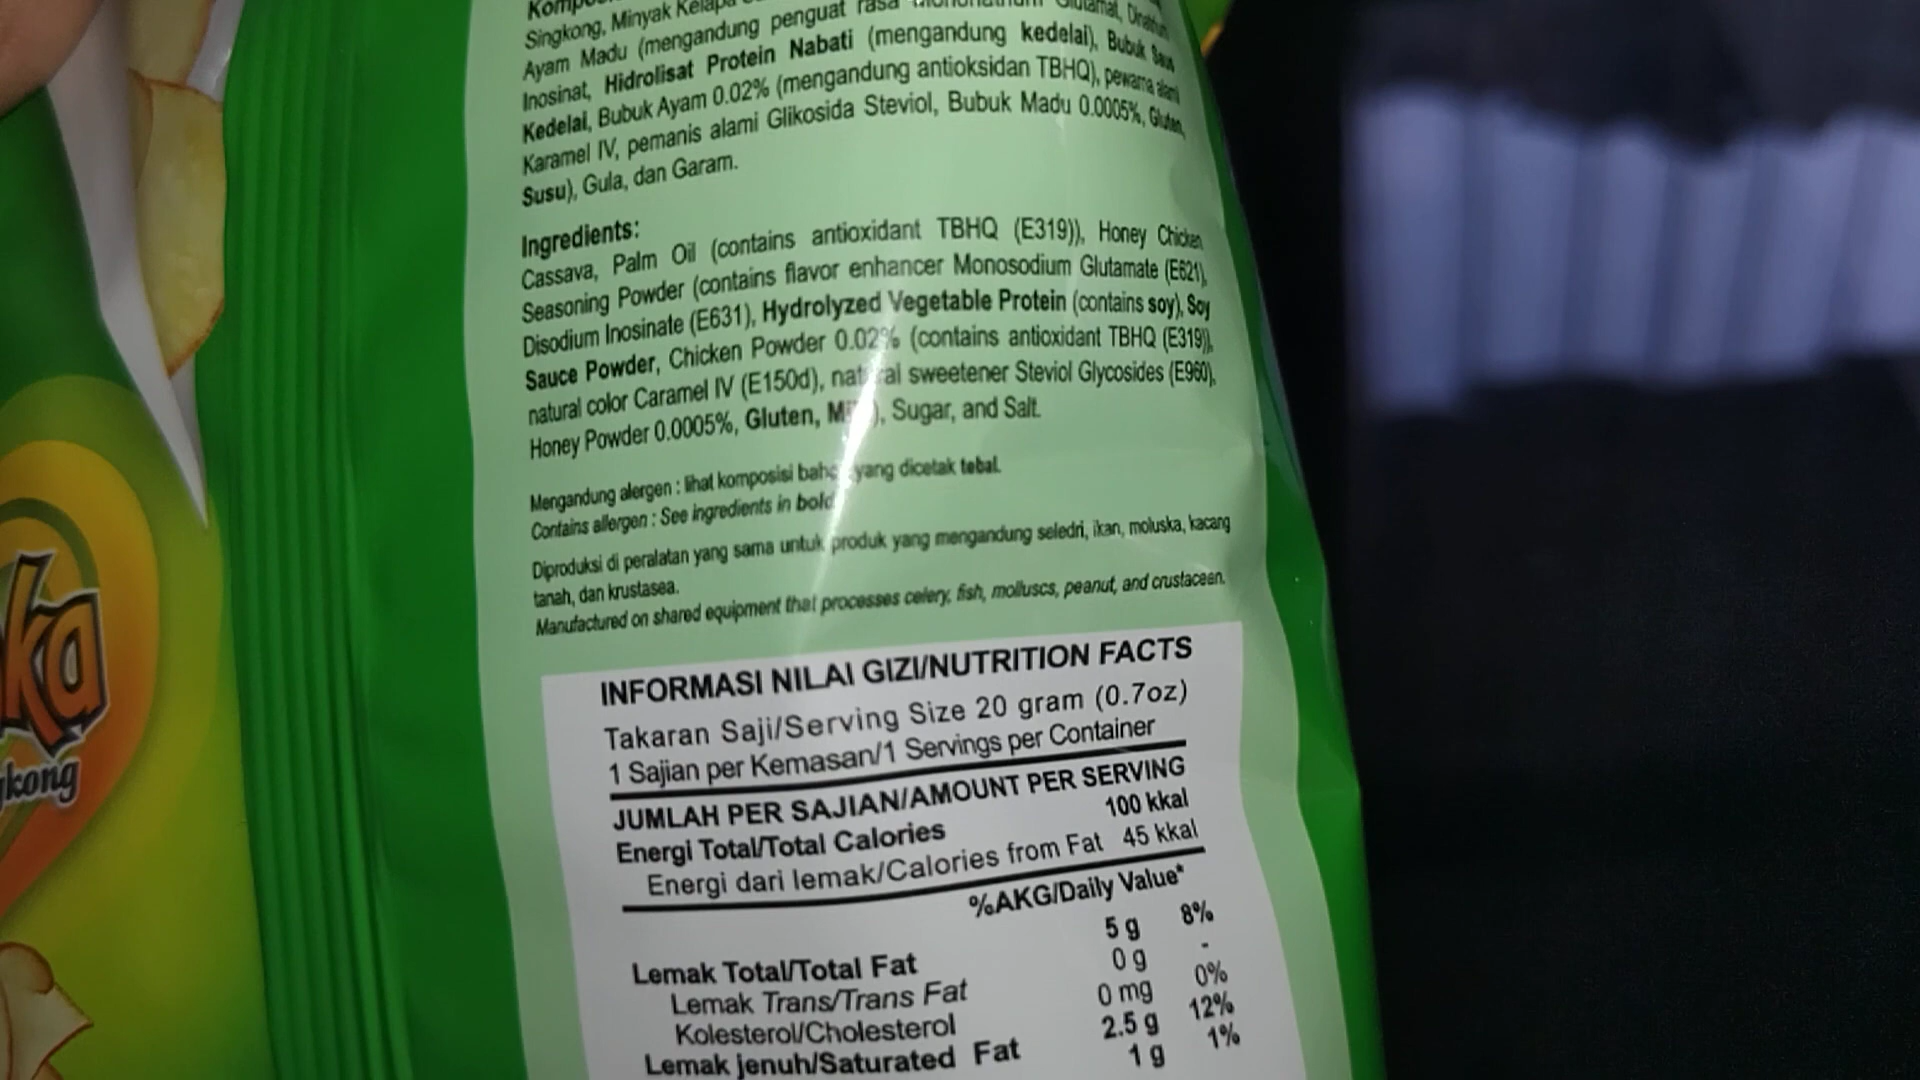 Singkong, Minyak Kelapa
Ayam Madu (mengandung penguat rasa Glutamat,
Inosinat, Hidrolisat Protein Nabati (mengandung kedelai), Bubuk Saus
Kedelai, Bubuk Ayam 0.02% (mengandung antioksidan TBHQ), pewarna alami
Karamel IV, pemanis alami Glikosida Steviol, Bubuk Madu 0.0005%, Gluten,
Susu), Gula, dan Garam.
Ingredients:
Cassava, Palm Oil (contains antioxidant TBHQ (E319)), Honey Chicken
Seasoning Powder (contains flavor enhancer Monosodium Glutamate (E621),
Disodium Inosinate (E631), Hydrolyzed Vegetable Protein (contains soy), Soy
Sauce Powder, Chicken Powder 0.02% (contains antioxidant TBHQ (E319)),
natural color Caramel IV (E150d), natural sweetener Steviol Glycosides (E960),
Honey Powder 0.0005%, Gluten, Sugar, and Salt.
Mengandung alergen : lihat komposisi yang dicetak tebal.
Contains allergen : See ingredients in bold
Diproduksi di peralatan yang sama untuk produk yang mengandung seledri, ikan, moluska, kacang
tanah, dan krustasea.
Manufactured on shared equipment that processes celery, fish, molluscs, peanut, and crustacean.
INFORMASI NILAI GIZI/NUTRITION FACTS
Takaran Saji/Serving Size 20 gram (0.7oz)
1 Sajian per Kemasan/1 Servings per Container
JUMLAH PER SAJIAN/AMOUNT PER SERVING
Energi Total/Total Calories 100 kkal
Energi dari lemak/Calories from Fat 45 kkal
%AKG/Daily Value*
Lemak Total/Total Fat 5 g 8%
Lemak Trans/Trans Fat 0 g -
Kolesterol/Cholesterol 0 mg 0%
Lemak jenuh/Saturated Fat 2.5 g 12%
1 g 1%
ka
kong